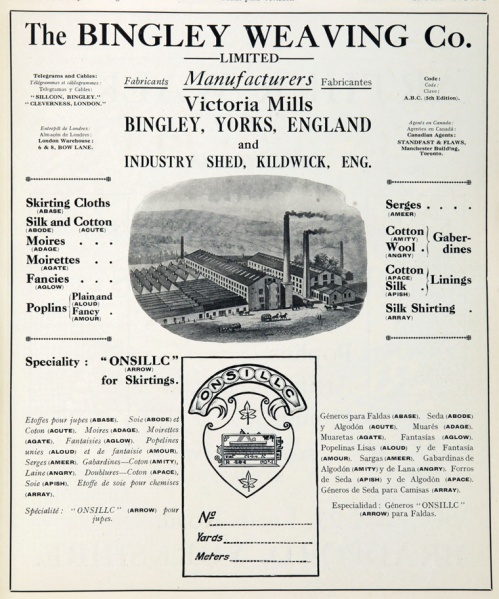 The BINGLEY WEAVING Co.
LIMITED
Telegrams and Cables:
Télégrammes et câblogrammes:
Telegramas y Cables:
"SILLCON, BINGLEY."
"CLEVERNESS, LONDON."
Entrepôt de Londres:
Almacén de Londres:
London Warehouse:
6 & 8, BOW LANE.
Fabricants Manufacturers Fabricantes
Victoria Mills
BINGLEY, YORKS, ENGLAND
and
INDUSTRY SHED, KILDWICK, ENG.
Code:
Code:
Clave:
A.B.C. (5th Edition).
Agents en Canada:
Agentes en Canadá:
Canadian Agents:
STANDFAST & FLAWS,
Manchester Building,
Toronto.
Skirting Cloths
(ABASE)
Silk and Cotton
(ABODE) (ACUTE)
Moires . . .
(ADAGE)
Moirettes . .
(AGATE)
Fancies . . .
(AGLOW)
Poplins { Plain and
(ALOUD)
Fancy .
(AMOUR)
Serges . . . .
(AMEER)
Cotton } Gaber-
(AMITY)
Wool . } dines
(ANGRY)
Cotton } Linings
(APACE)
Silk . }
(APISH)
Silk Shirting .
(ARRAY)
Speciality: "ONSILLC"
(ARROW)
for Skirtings.
Etoffes pour jupes (ABASE), Soie (ABODE) et
Coton (ACUTE), Moires (ADAGE), Moirettes
(AGATE), Fantaisies (AGLOW), Popelines
unies (ALOUD) et de fantaisie (AMOUR),
Serges (AMEER), Gabardines—Coton (AMITY),
Laine (ANGRY), Doublures—Coton (APACE),
Soie (APISH), Etoffe de soie pour chemises
(ARRAY).
Spécialité: "ONSILLC" (ARROW) pour
jupes.
ONSILLC
No
Yards
Meters
Géneros para Faldas (ABASE), Seda (ABODE)
y Algodón (ACUTE), Muarés (ADAGE),
Muaretas (AGATE), Fantasías (AGLOW),
Popelinas Lisas (ALOUD) y de Fantasía
(AMOUR), Sargas (AMEER), Gabardinas de
Algodón (AMITY) y de Lana (ANGRY), Forros
de Seda (APISH) y de Algodón (APACE),
Géneros de Seda para Camisas (ARRAY).
Especialidad: Géneros "ONSILLC"
(ARROW) para Faldas.